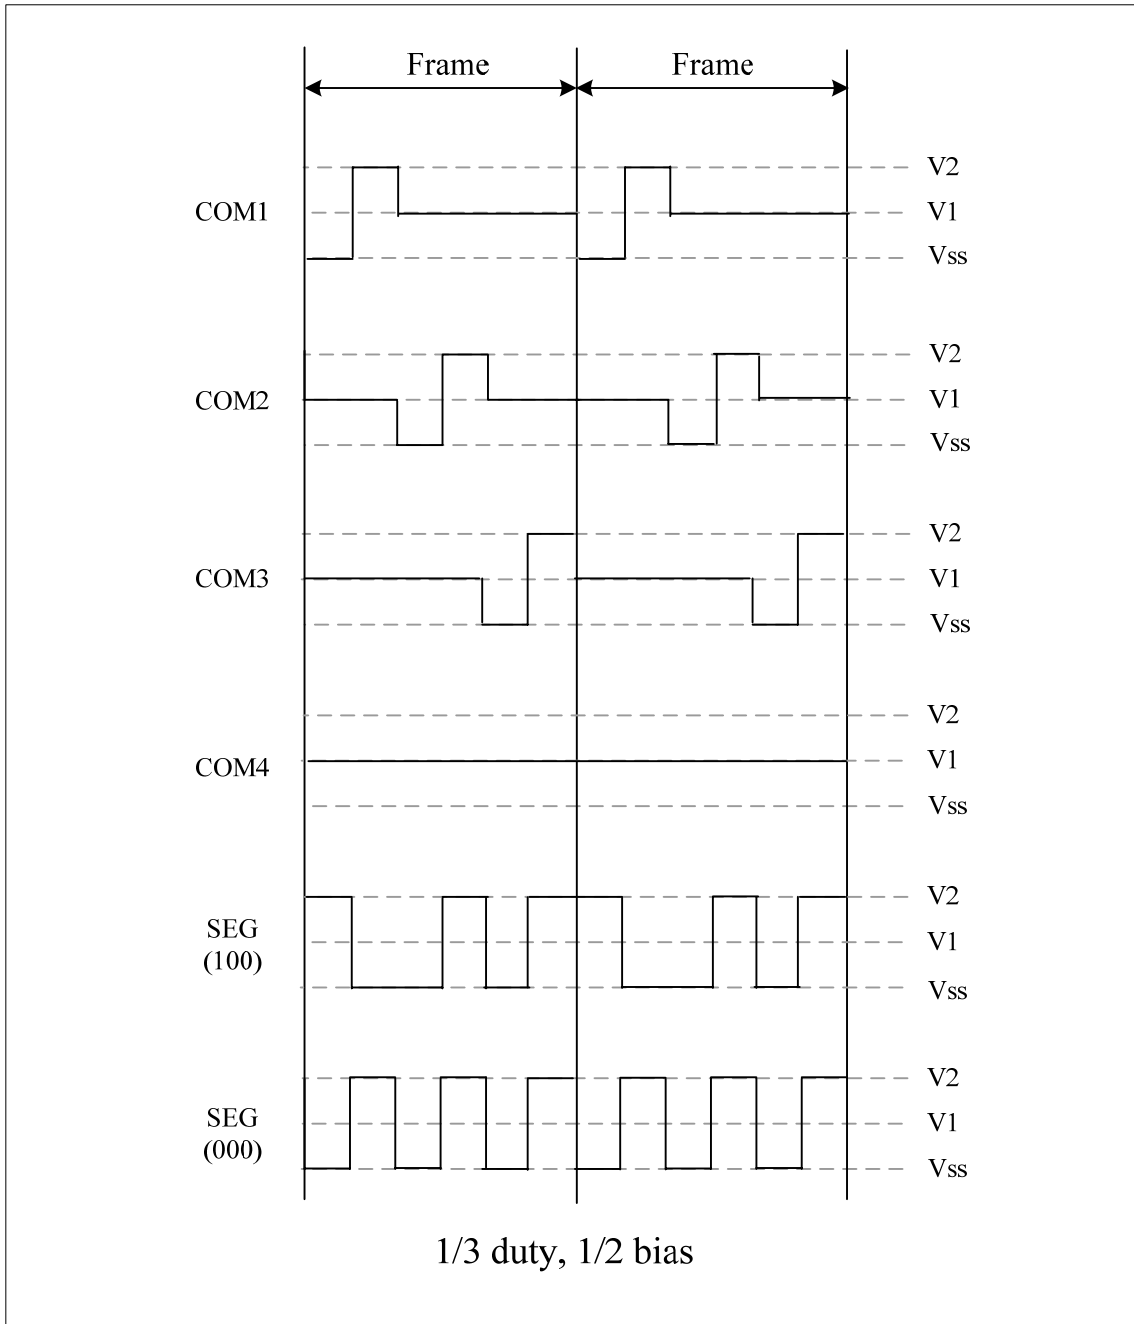 Frame Frame
V2
COM1 V1
Vss
V2
COM2 V1
Vss
V2
COM3 V1
Vss
V2
COM4 V1
Vss
V2
SEG
(100)
V1
Vss
V2
SEG
(000)
V1
Vss
1/3 duty, 1/2 bias